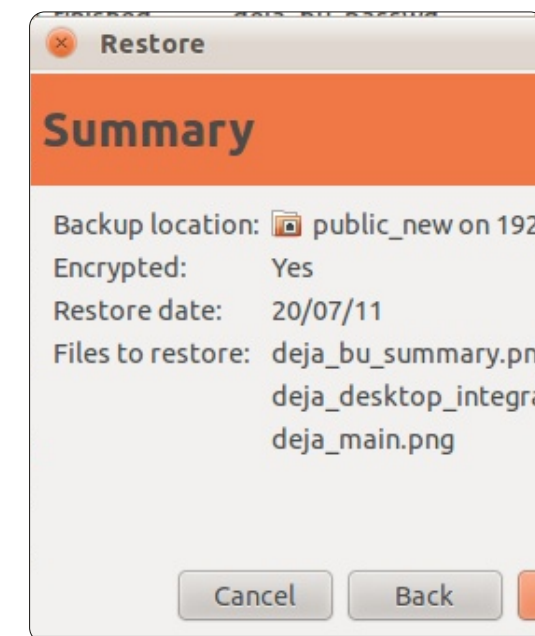 Restore
Summary
Backup location: public_new on 192
Encrypted: Yes
Restore date: 20/07/11
Files to restore: deja_bu_summary.pn
deja_desktop_integra
deja_main.png
Cancel Back